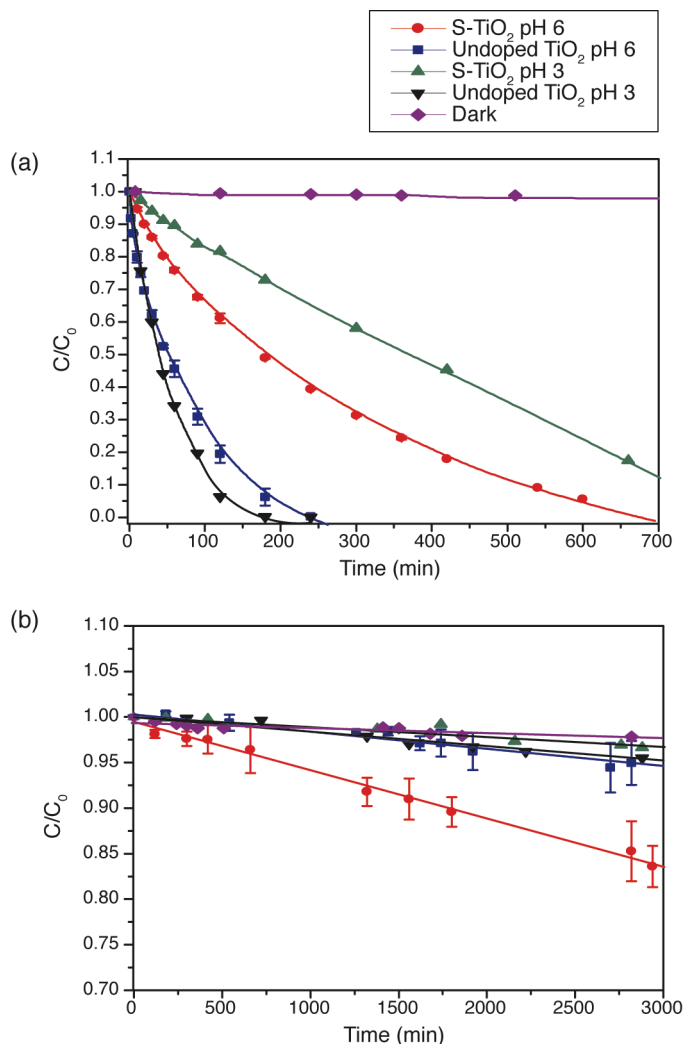 S-TiO₂ pH 6
Undoped TiO₂ pH 6
S-TiO₂ pH 3
Undoped TiO₂ pH 3
Dark
(a)
1.1
1.0
0.9
0.8
0.7
0.6
0.5
0.4
0.3
0.2
0.1
0.0
C/C₀
0 100 200 300 400 500 600 700
Time (min)
(b)
1.10
1.05
1.00
0.95
0.90
0.85
0.80
0.75
0.70
C/C₀
0 500 1000 1500 2000 2500 3000
Time (min)